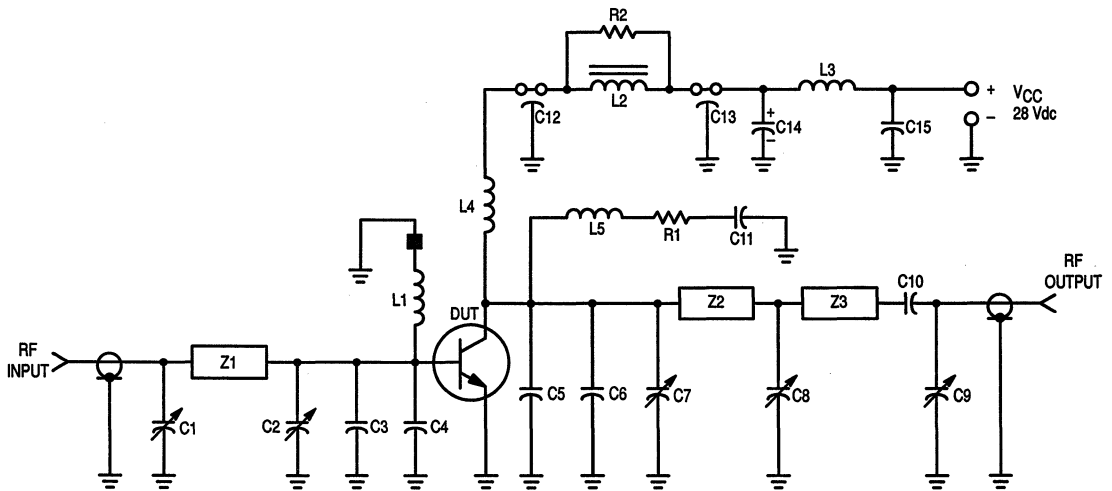 R2
L2
L3
C12
C13
+
−
C14
C15
+
VCC
−
28 Vdc
L4
L5
R1
C11
L1
DUT
Z2
Z3
C10
RF
OUTPUT
RF
INPUT
Z1
C1
C2
C3
C4
C5
C6
C7
C8
C9